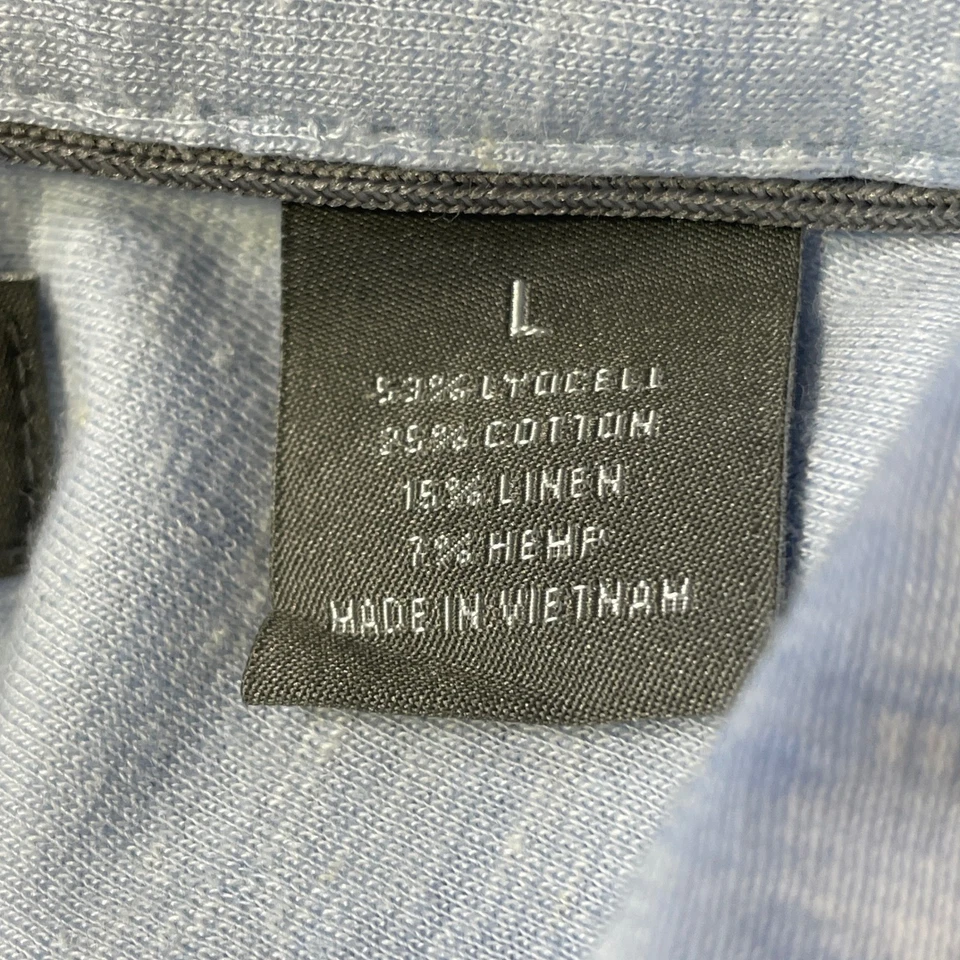 L
53% LYOCELL
25% COTTON
15% LINEN
7% HEMP
MADE IN VIETNAM